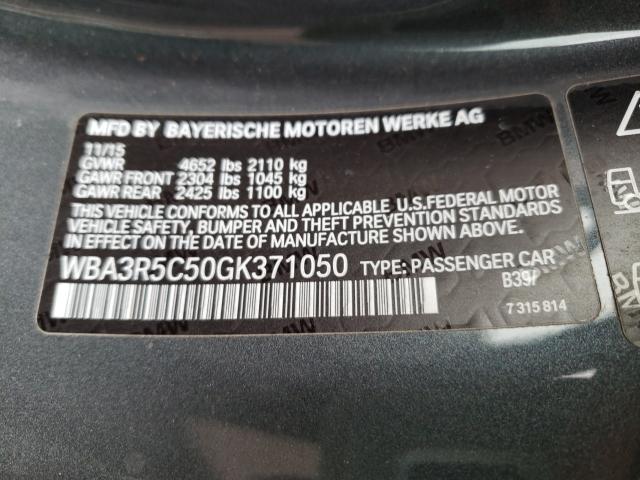 MFD BY BAYERISCHE MOTOREN WERKE AG
11/15
GVWR 4652 lbs 2110 kg
GAWR FRONT 2304 lbs 1045 kg
GAWR REAR 2425 lbs 1100 kg
THIS VEHICLE CONFORMS TO ALL APPLICABLE U.S.FEDERAL MOTOR
VEHICLE SAFETY, BUMPER AND THEFT PREVENTION STANDARDS
IN EFFECT ON THE DATE OF MANUFACTURE SHOWN ABOVE.
WBA3R5C50GK371050 TYPE: PASSENGER CAR
B39/
7 315 814